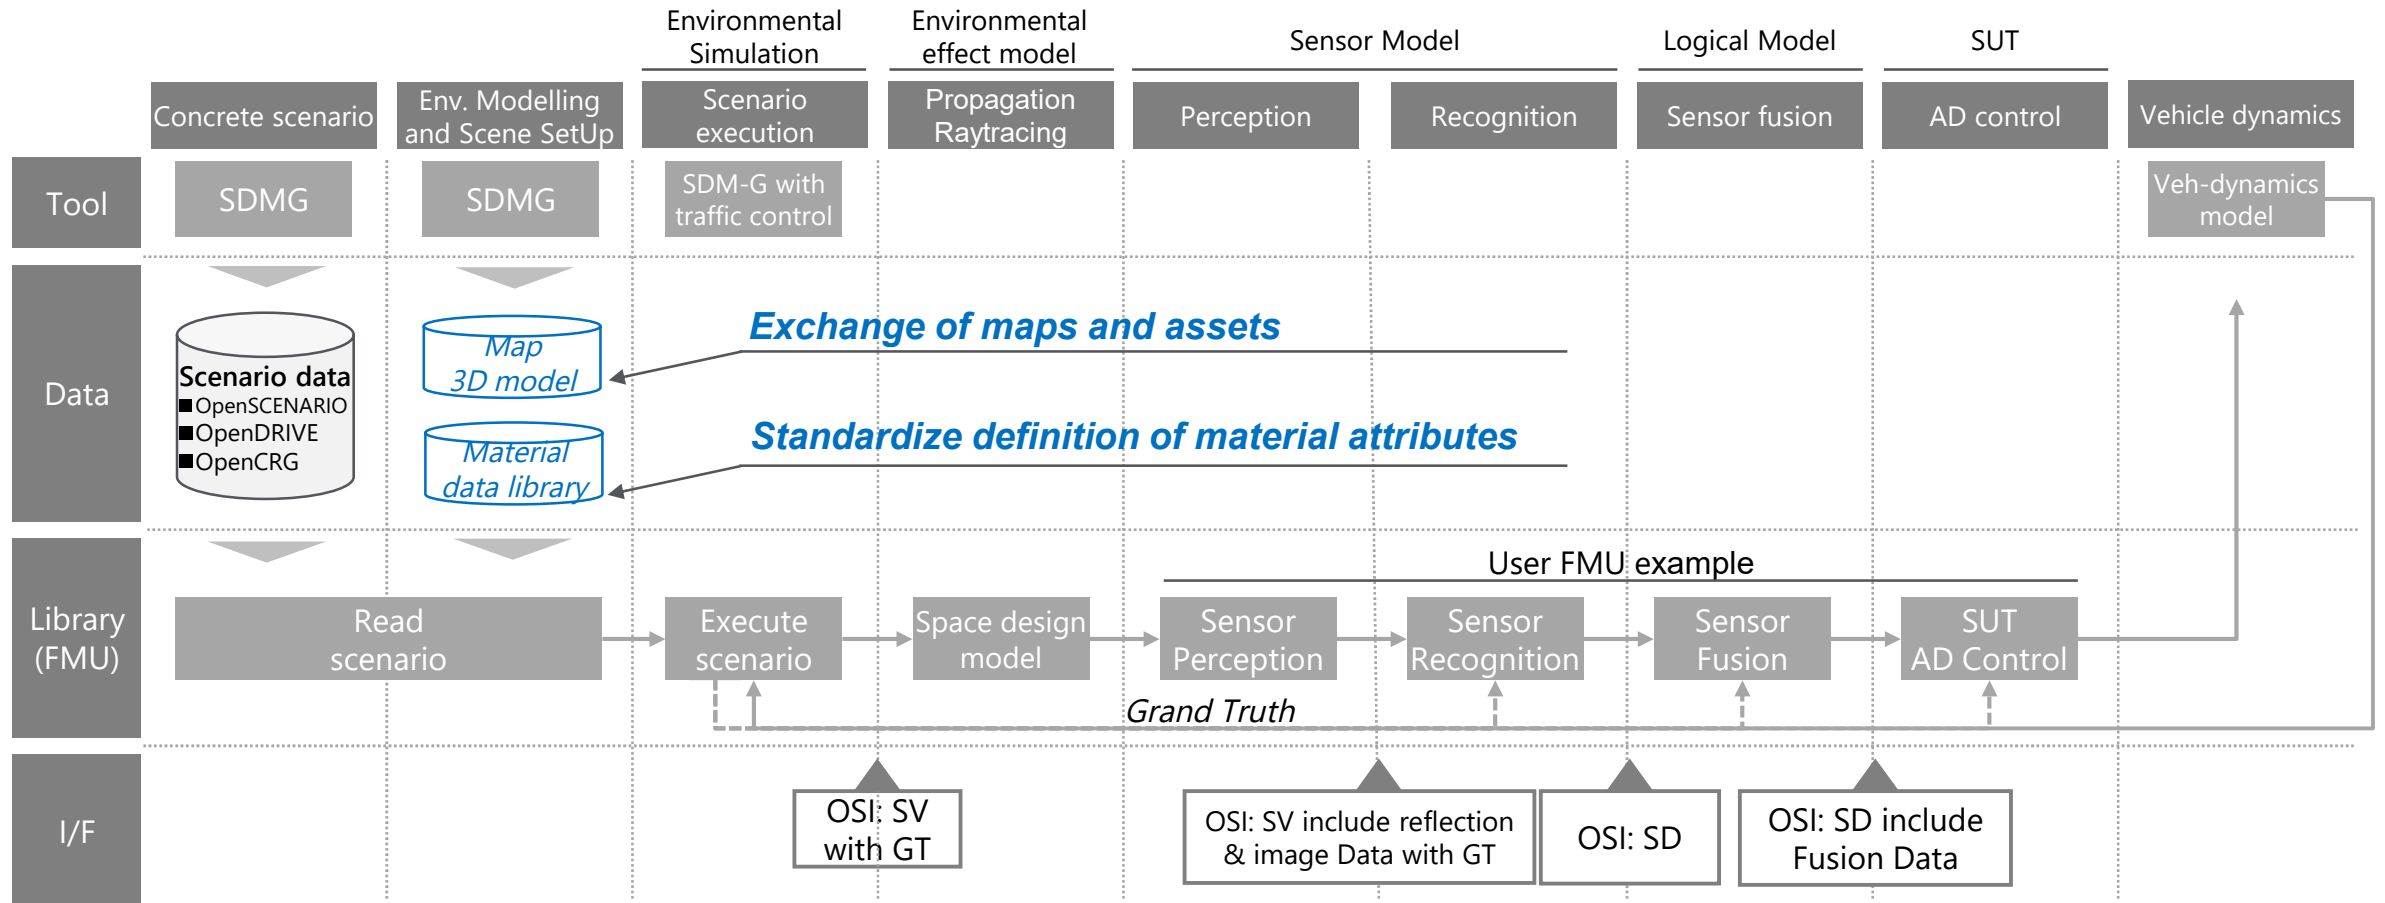 Environmental
Simulation
Environmental
effect model
Sensor Model
Logical Model
SUT
Concrete scenario
Env. Modelling
and Scene SetUp
Scenario
execution
Propagation
Raytracing
Perception
Recognition
Sensor fusion
AD control
Vehicle dynamics
Tool
SDMG
SDMG
SDM-G with
traffic control
Veh-dynamics
model
Data
Scenario data
■OpenSCENARIO
■OpenDRIVE
■OpenCRG
Map
3D model
Material
data library
Exchange of maps and assets
Standardize definition of material attributes
Library
(FMU)
User FMU example
Read
scenario
Execute
scenario
Space design
model
Sensor
Perception
Sensor
Recognition
Sensor
Fusion
SUT
AD Control
Grand Truth
I/F
OSI: SV
with GT
OSI: SV include reflection
& image Data with GT
OSI: SD
OSI: SD include
Fusion Data